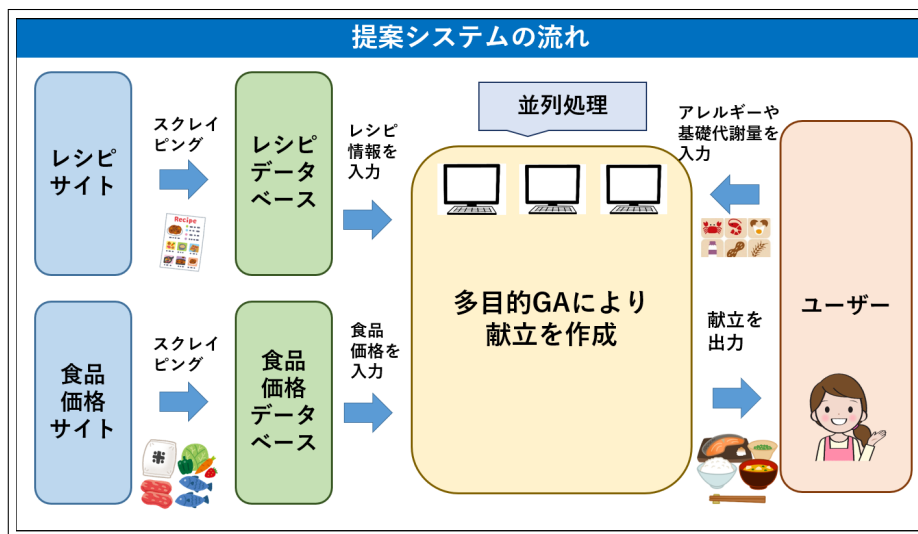 提案システムの流れ
レシピ
サイト
スクレイ
ピング
Recipe
レシピ
データ
ベース
レシピ
情報を
入力
並列処理
アレルギーや
基礎代謝量を
入力
多目的GAにより
献立を作成
ユーザー
献立を
出力
食品
価格
サイト
スクレイ
ピング
米
食品
価格
データ
ベース
食品
価格を
入力